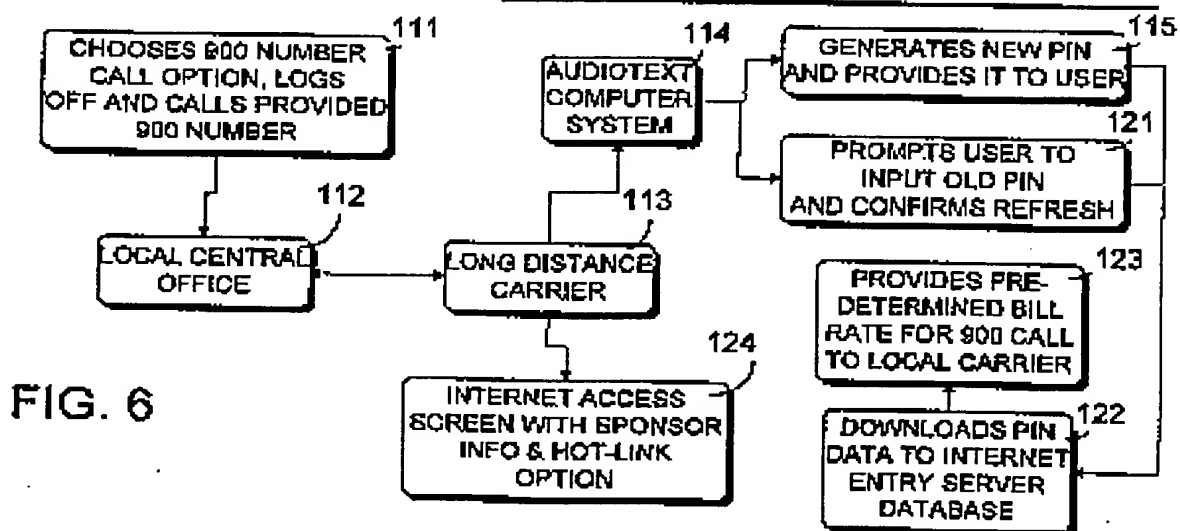 111
CHOOSES 900 NUMBER
CALL OPTION, LOGS
OFF AND CALLS PROVIDED
900 NUMBER
112
LOCAL CENTRAL
OFFICE
113
LONG DISTANCE
CARRIER
114
AUDIOTEXT
COMPUTER
SYSTEM
115
GENERATES NEW PIN
AND PROVIDES IT TO USER
121
PROMPTS USER TO
INPUT OLD PIN
AND CONFIRMS REFRESH
123
PROVIDES PRE-
DETERMINED BILL
RATE FOR 900 CALL
TO LOCAL CARRIER
124
INTERNET ACCESS
SCREEN WITH SPONSOR
INFO & HOT-LINK
OPTION
122
DOWNLOADS PIN
DATA TO INTERNET
ENTRY SERVER
DATABASE
FIG. 6